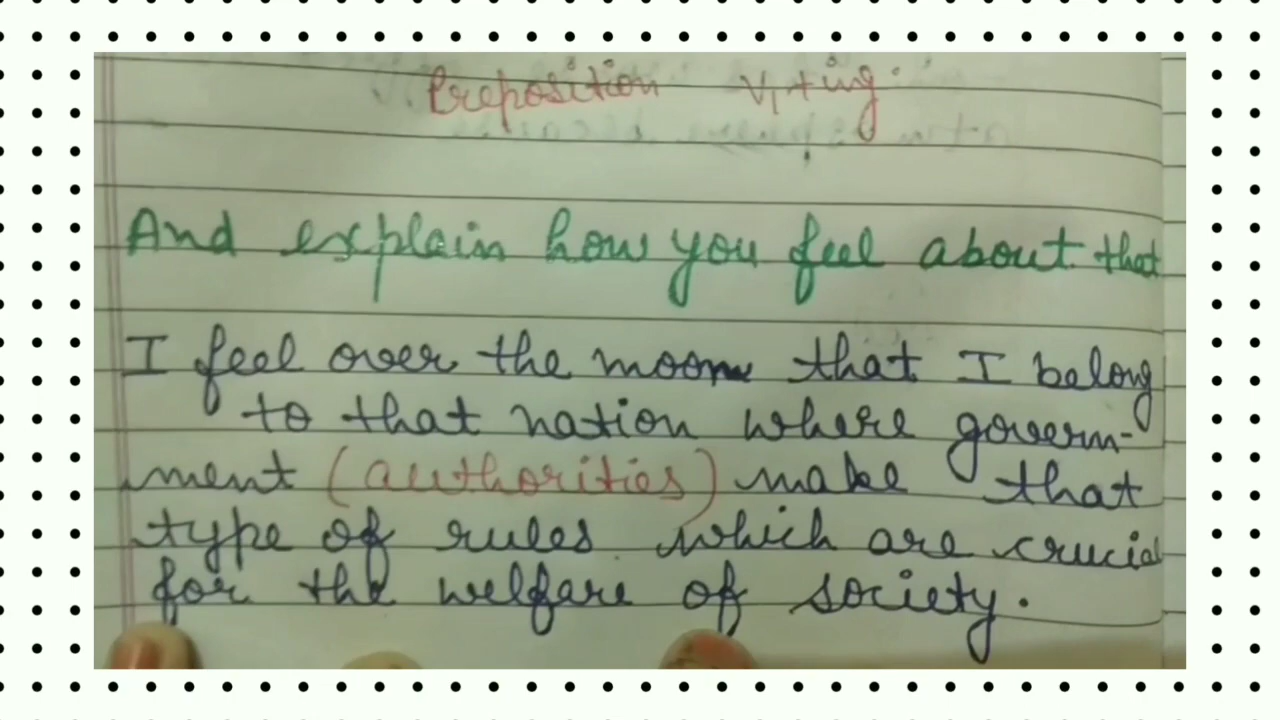 Preposition V1+ing.
And explain how you feel about that
I feel over the moon that I belong
to that nation where govern-
ment (authorities) make that
type of rules which are crucial
for the welfare of society.